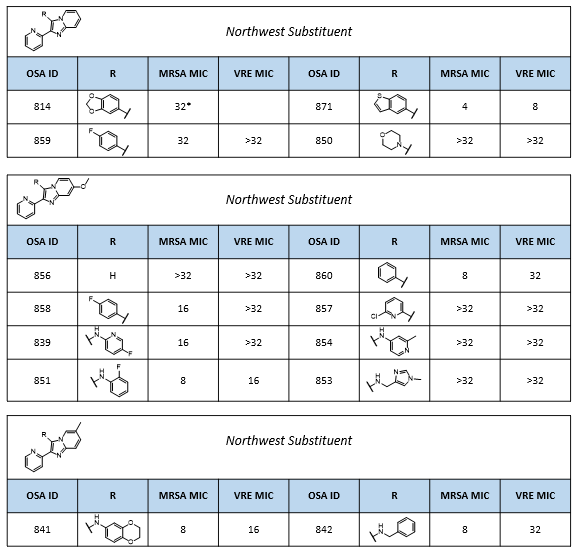 R
N
N
N
Northwest Substituent
OSA ID R MRSA MIC VRE MIC OSA ID R MRSA MIC VRE MIC
814 O O 32* 871 S 4 8
859 F 32 >32 850 O N >32 >32
R
N
N
N
O
Northwest Substituent
OSA ID R MRSA MIC VRE MIC OSA ID R MRSA MIC VRE MIC
856 H >32 >32 860 8 32
858 F 16 >32 857 Cl N >32 >32
839 H N N F 16 >32 854 H N N >32 >32
851 H N F 8 16 853 H N N N >32 >32
R
N
N
N
Northwest Substituent
OSA ID R MRSA MIC VRE MIC OSA ID R MRSA MIC VRE MIC
841 H N O O 8 16 842 H N 8 32